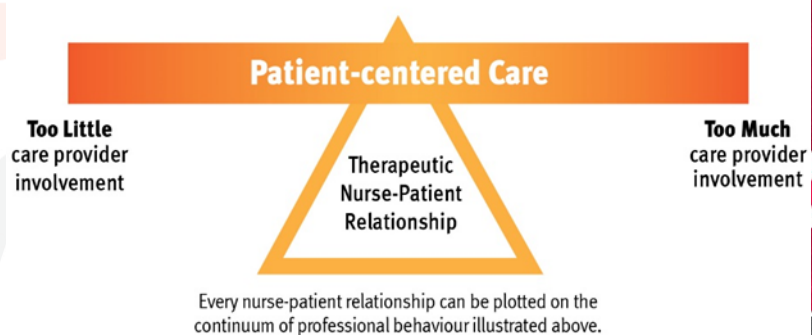 Patient-centered Care
Too Little
care provider
involvement
Therapeutic
Nurse-Patient
Relationship
Too Much
care provider
involvement
Every nurse-patient relationship can be plotted on the
continuum of professional behaviour illustrated above.